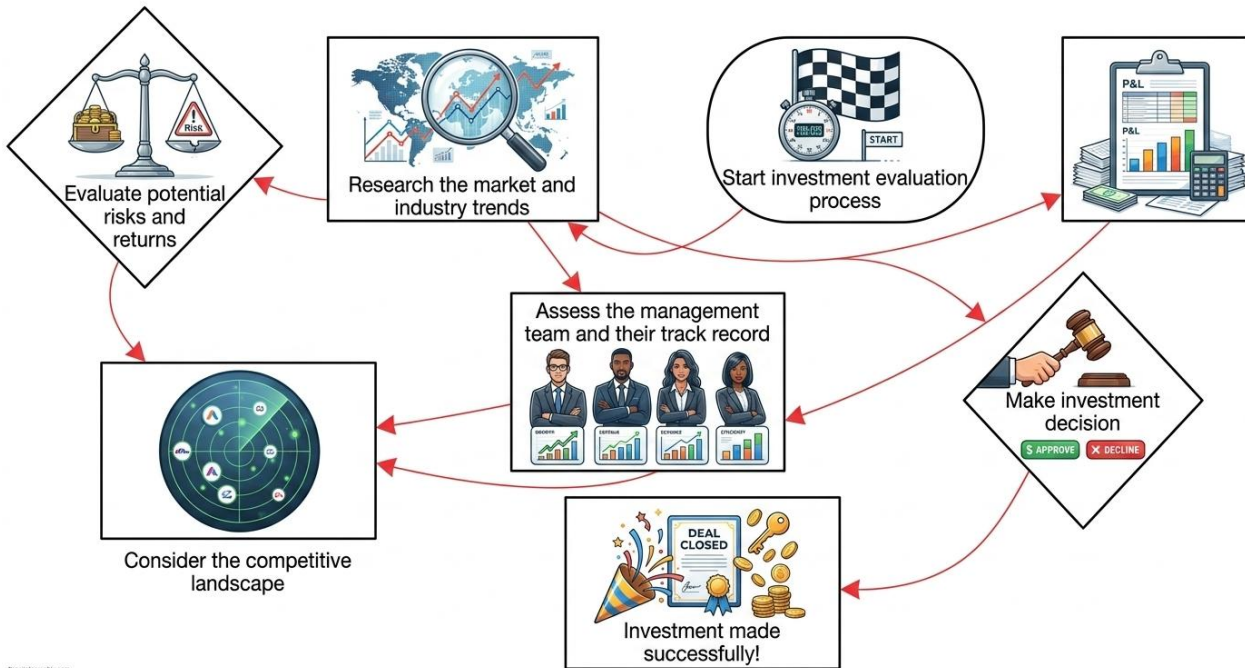 Risk
Evaluate potential
risks and
returns
Research the market and
industry trends
START
Start investment evaluation
process
P&L
P&L
Assess the management
team and their track record
EFFICIENCY
Make investment
decision
$ APPROVE
✕ DECLINE
Consider the competitive
landscape
DEAL
CLOSED
Investment made
successfully!